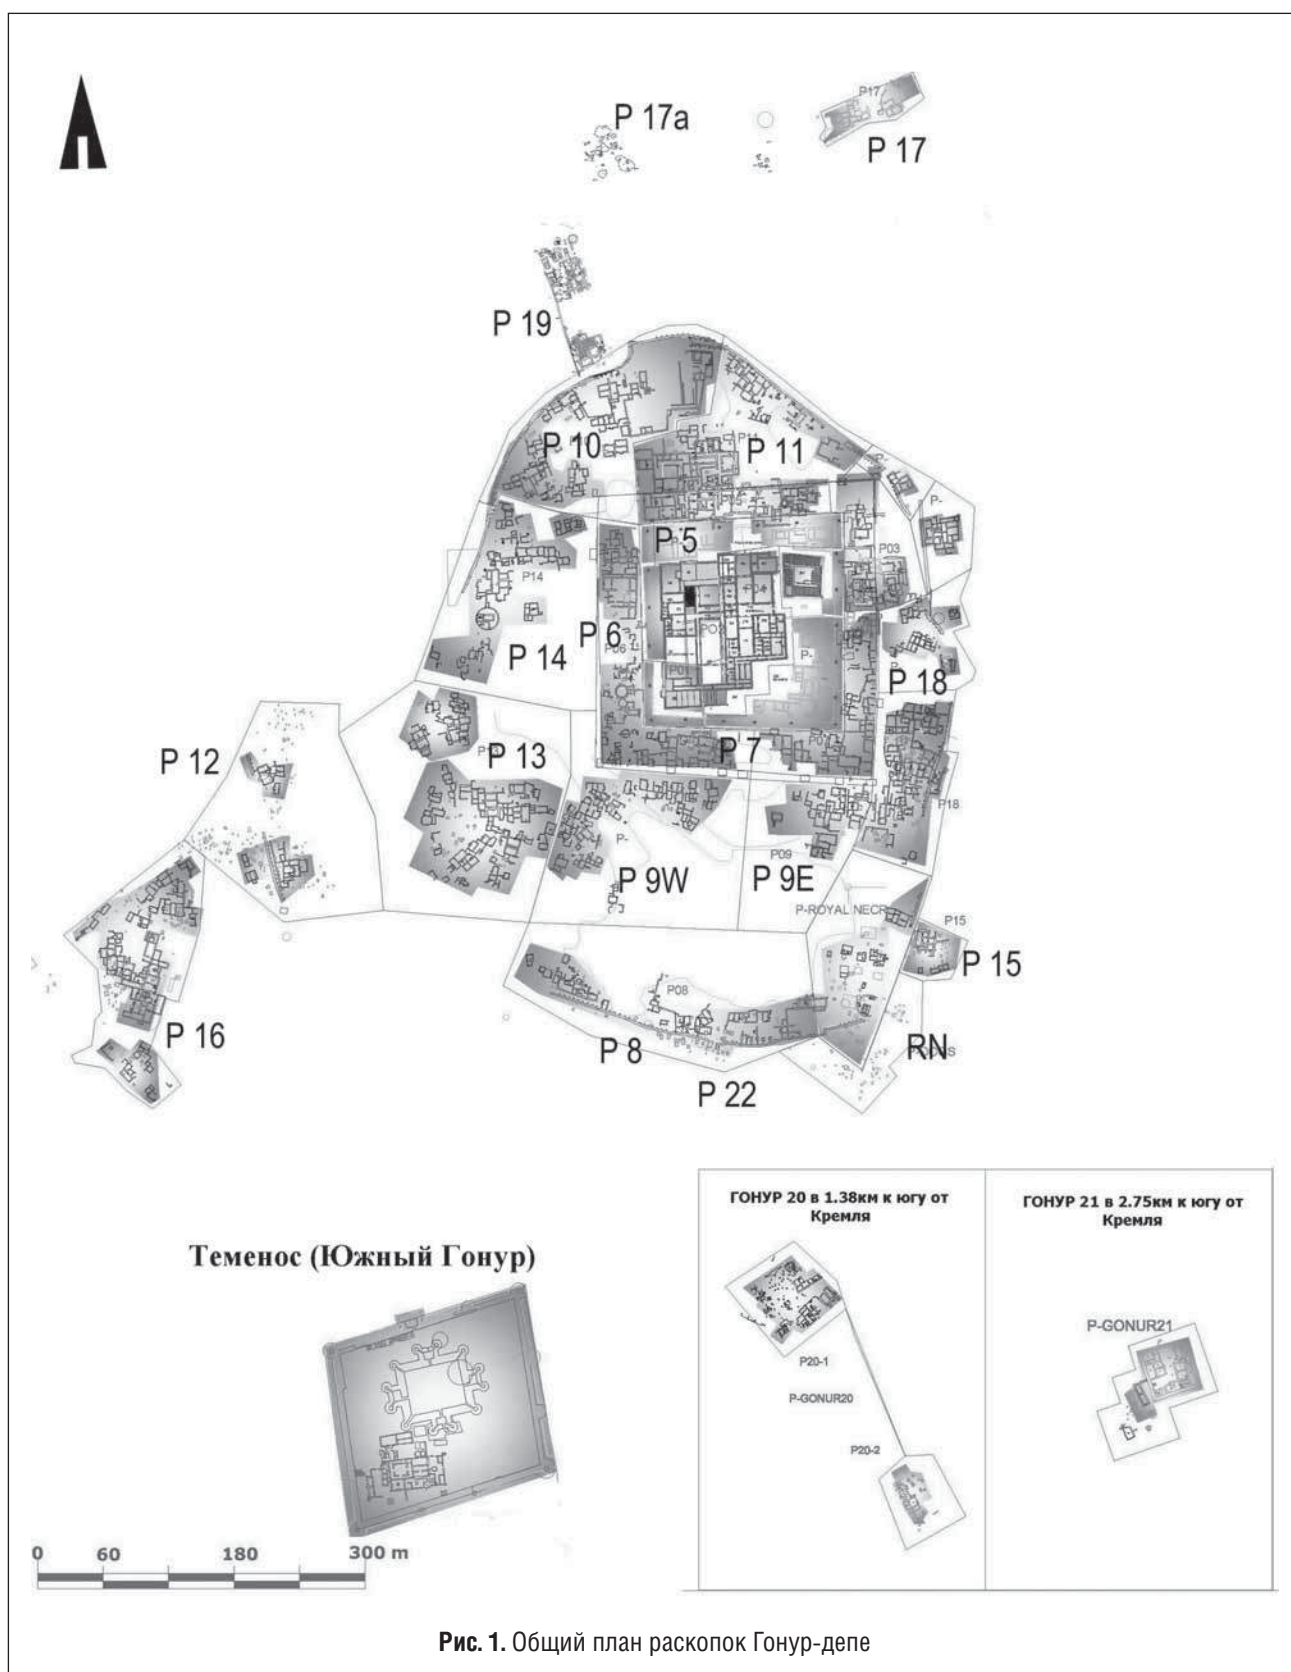 P17
P 17a
P 17
P 19
P 10
P 11
P-
P 5
P03
P14
P 6
P06
P 14
P-
P 18
P 12
P 13
P 7
P18
P-
P09
P 9W
P 9E
P-ROYAL NECR
P15
P 15
P08
P 16
P 8
RN
P 22
ГОНУР 20 в 1.38км к югу от
Кремля
ГОНУР 21 в 2.75км к югу от
Кремля
Теменос (Южный Гонур)
P-GONUR21
P20-1
P-GONUR20
P20-2
0 60 180 300 m
Рис. 1. Общий план раскопок Гонур-депе